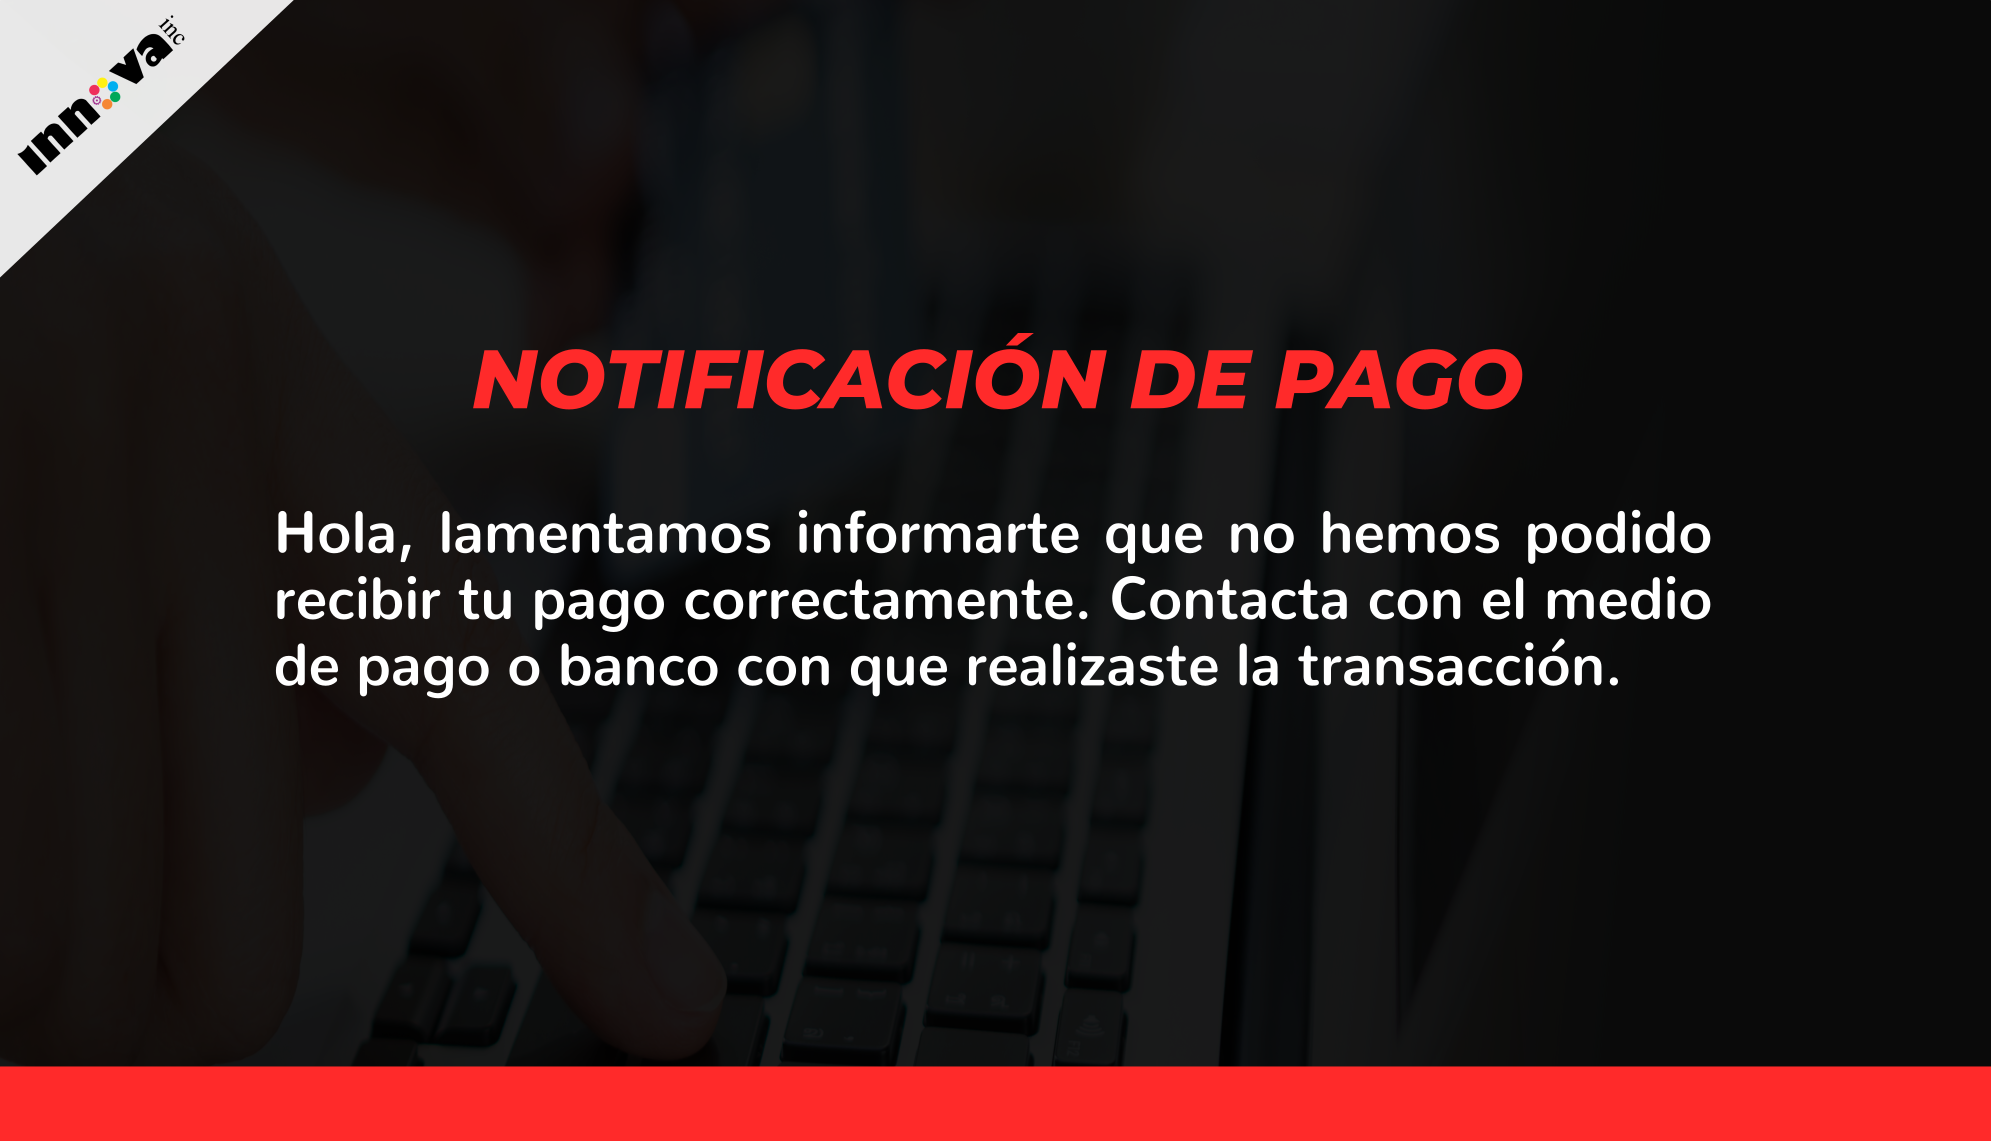 innova inc
NOTIFICACIÓN DE PAGO
Hola, lamentamos informarte que no hemos podido
recibir tu pago correctamente. Contacta con el medio
de pago o banco con que realizaste la transacción.